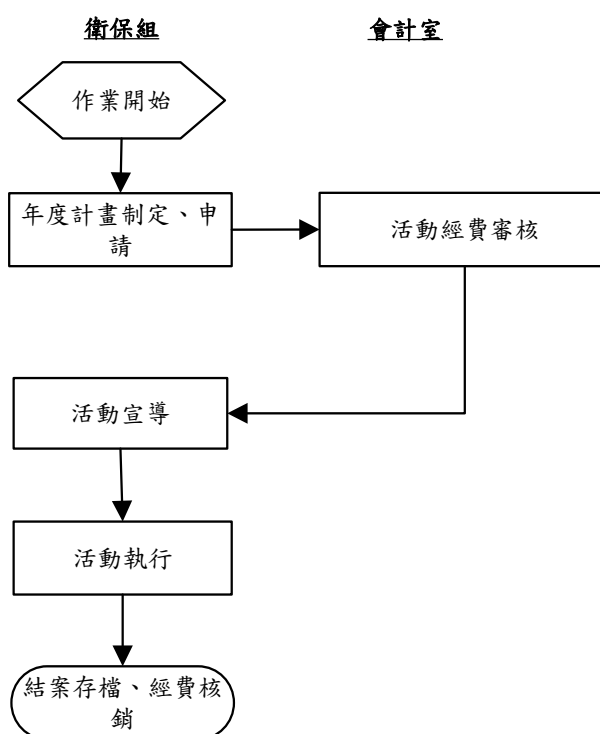 衛保組
會計室
作業開始
年度計畫制定、申
請
活動經費審核
活動宣導
活動執行
結案存檔、經費核
銷